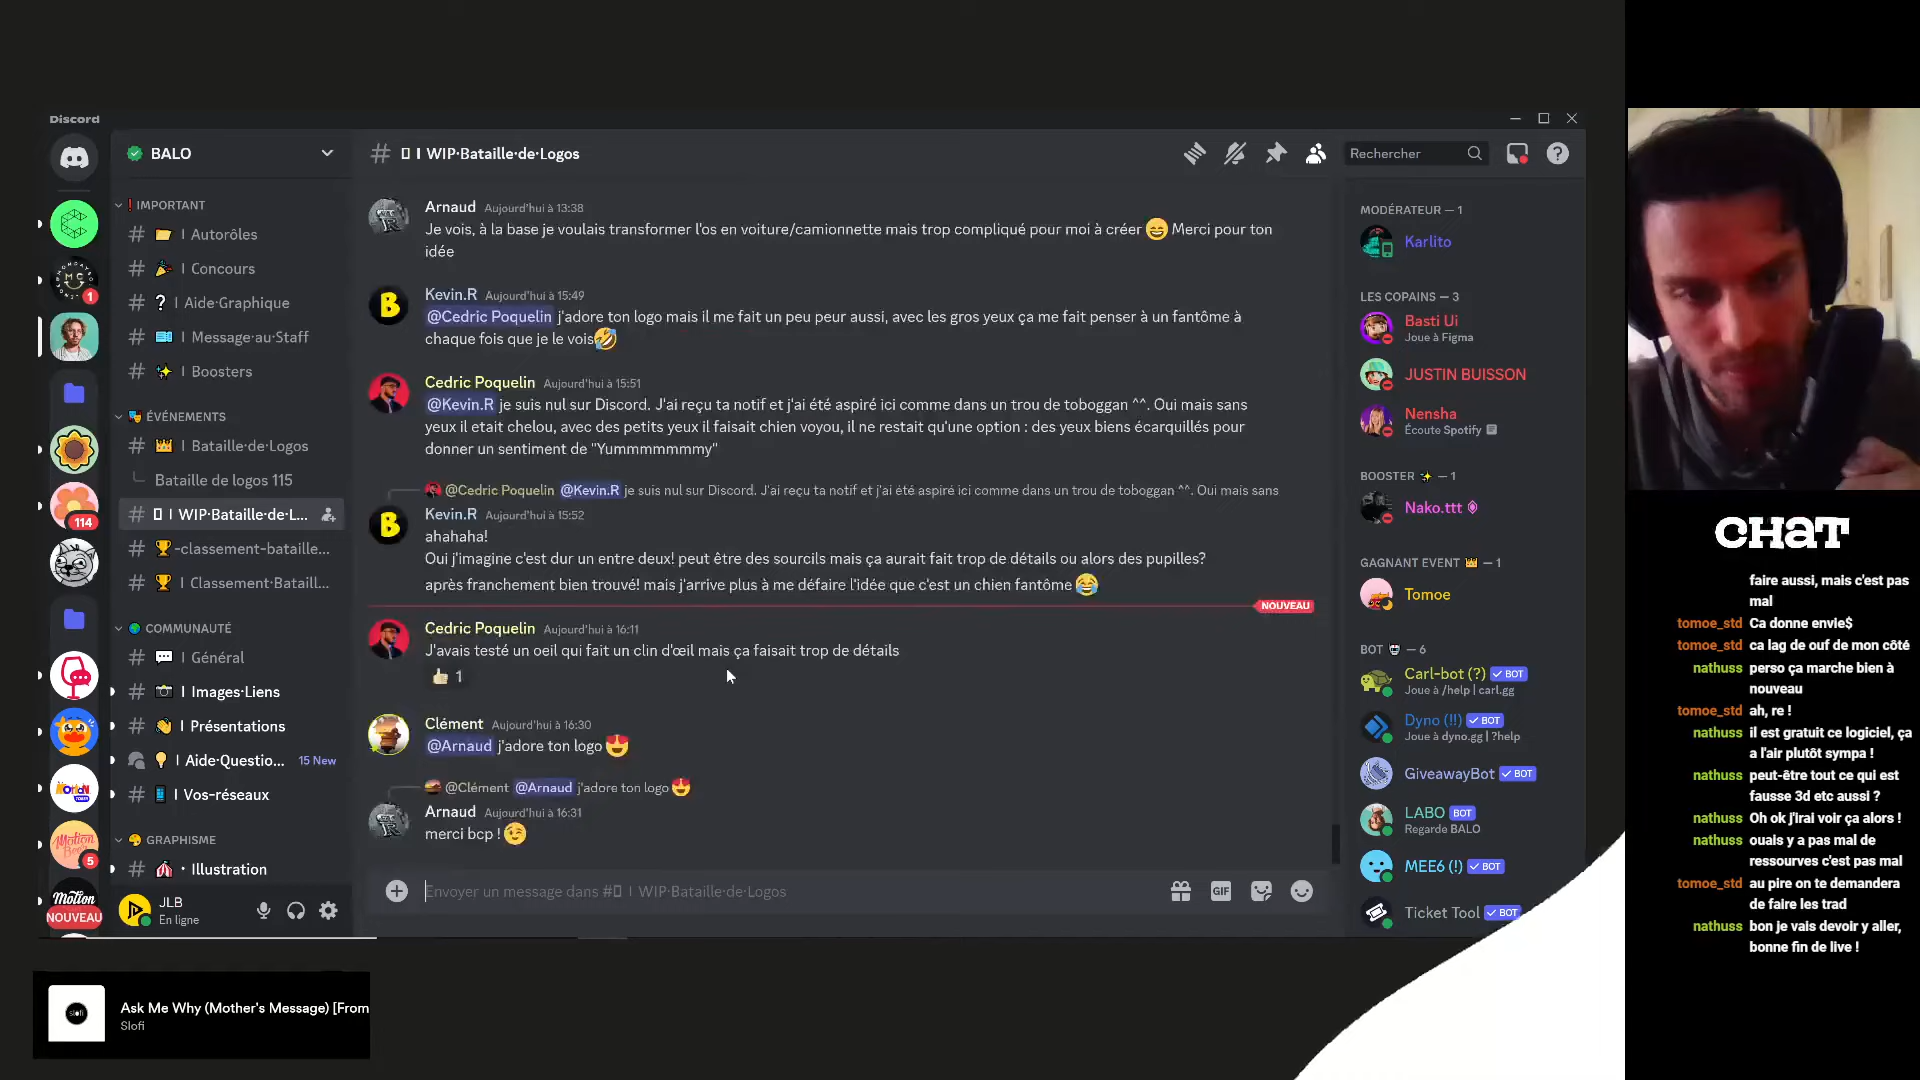 Discord
BALO
IMPORTANT
Autorôles
Concours
Aide·Graphique
Message·au·Staff
Boosters
ÉVÉNEMENTS
Bataille·de·Logos
Bataille de logos 115
WIP·Bataille·de·L...
-classement-bataille...
Classement·Bataill...
COMMUNAUTÉ
Général
Images·Liens
Présentations
Aide·Questio... 15 New
Vos-réseaux
GRAPHISME
· Illustration
JLB
En ligne
1
114
5
NOUVEAU
WIP·Bataille·de·Logos
Rechercher
Arnaud Aujourd'hui à 13:38
Je vois, à la base je voulais transformer l'os en voiture/camionnette mais trop compliqué pour moi à créer 😄 Merci pour ton
idée
Kevin.R Aujourd'hui à 15:49
@Cedric Poquelin j'adore ton logo mais il me fait un peu peur aussi, avec les gros yeux ça me fait penser à un fantôme à
chaque fois que je le vois🤣
Cedric Poquelin Aujourd'hui à 15:51
@Kevin.R je suis nul sur Discord. J'ai reçu ta notif et j'ai été aspiré ici comme dans un trou de toboggan ^^. Oui mais sans
yeux il etait chelou, avec des petits yeux il faisait chien voyou, il ne restait qu'une option : des yeux biens écarquillés pour
donner un sentiment de "Yummmmmmy"
@Cedric Poquelin @Kevin.R je suis nul sur Discord. J'ai reçu ta notif et j'ai été aspiré ici comme dans un trou de toboggan ^^. Oui mais sans
Kevin.R Aujourd'hui à 15:52
ahahaha!
Oui j'imagine c'est dur un entre deux! peut être des sourcils mais ça aurait fait trop de détails ou alors des pupilles?
après franchement bien trouvé! mais j'arrive plus à me défaire l'idée que c'est un chien fantôme 😂
NOUVEAU
Cedric Poquelin Aujourd'hui à 16:11
J'avais testé un oeil qui fait un clin d'œil mais ça faisait trop de détails
👍 1
Clément Aujourd'hui à 16:30
@Arnaud j'adore ton logo 😍
@Clément @Arnaud j'adore ton logo 😍
Arnaud Aujourd'hui à 16:31
merci bcp ! 😉
Envoyer un message dans #▯ | WIP·Bataille·de·Logos
GIF
MODÉRATEUR — 1
Karlito
LES COPAINS — 3
Basti Ui
Joue à Figma
JUSTIN BUISSON
Nensha
Écoute Spotify
BOOSTER ✨ — 1
Nako.ttt
GAGNANT EVENT 👑 — 1
Tomoe
BOT — 6
Carl-bot (?) BOT
Joue à /help | carl.gg
Dyno (!!) BOT
Joue à dyno.gg | ?help
GiveawayBot BOT
LABO BOT
Regarde BALO
MEE6 (!) BOT
Ticket Tool BOT
CHAT
faire aussi, mais c'est pas
mal
tomoe_std Ca donne envie$
tomoe_std ca lag de ouf de mon côté
nathuss perso ça marche bien à
nouveau
tomoe_std ah, re !
nathuss il est gratuit ce logiciel, ça
a l'air plutôt sympa !
nathuss peut-être tout ce qui est
fausse 3d etc aussi ?
nathuss Oh ok j'irai voir ça alors !
nathuss ouais y a pas mal de
ressourves c'est pas mal
tomoe_std au pire on te demandera
de faire les trad
nathuss bon je vais devoir y aller,
bonne fin de live !
slofi
Ask Me Why (Mother's Message) [From
Slofi